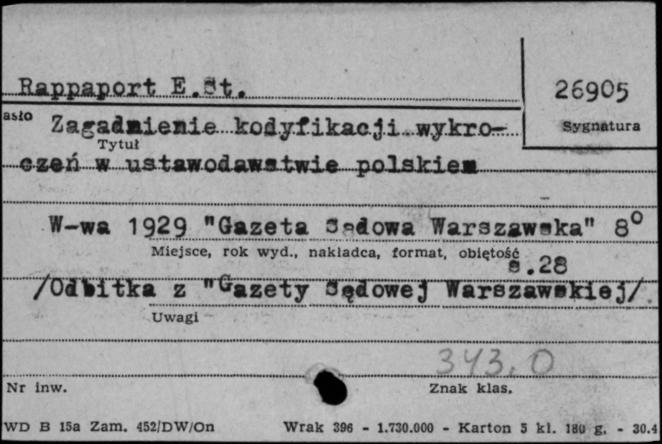 Rappaport E.St.
26905
asło
Sygnatura
Zagadnienie kodyfikacji wykro-
Tytuł
czeń w ustawodawstwie polskiem
W-wa 1929 "Gazeta Sądowa Warszawska" 8°
Miejsce, rok wyd., nakładca, format, obiętość
s.28
/Odbitka z "Gazety Sędowej Warszawskiej/
Uwagi
343.0
Nr inw.
Znak klas.
WD B 15a Zam. 452/DW/On Wrak 396 - 1.730.000 - Karton 5 kl. 180 g. - 30.4